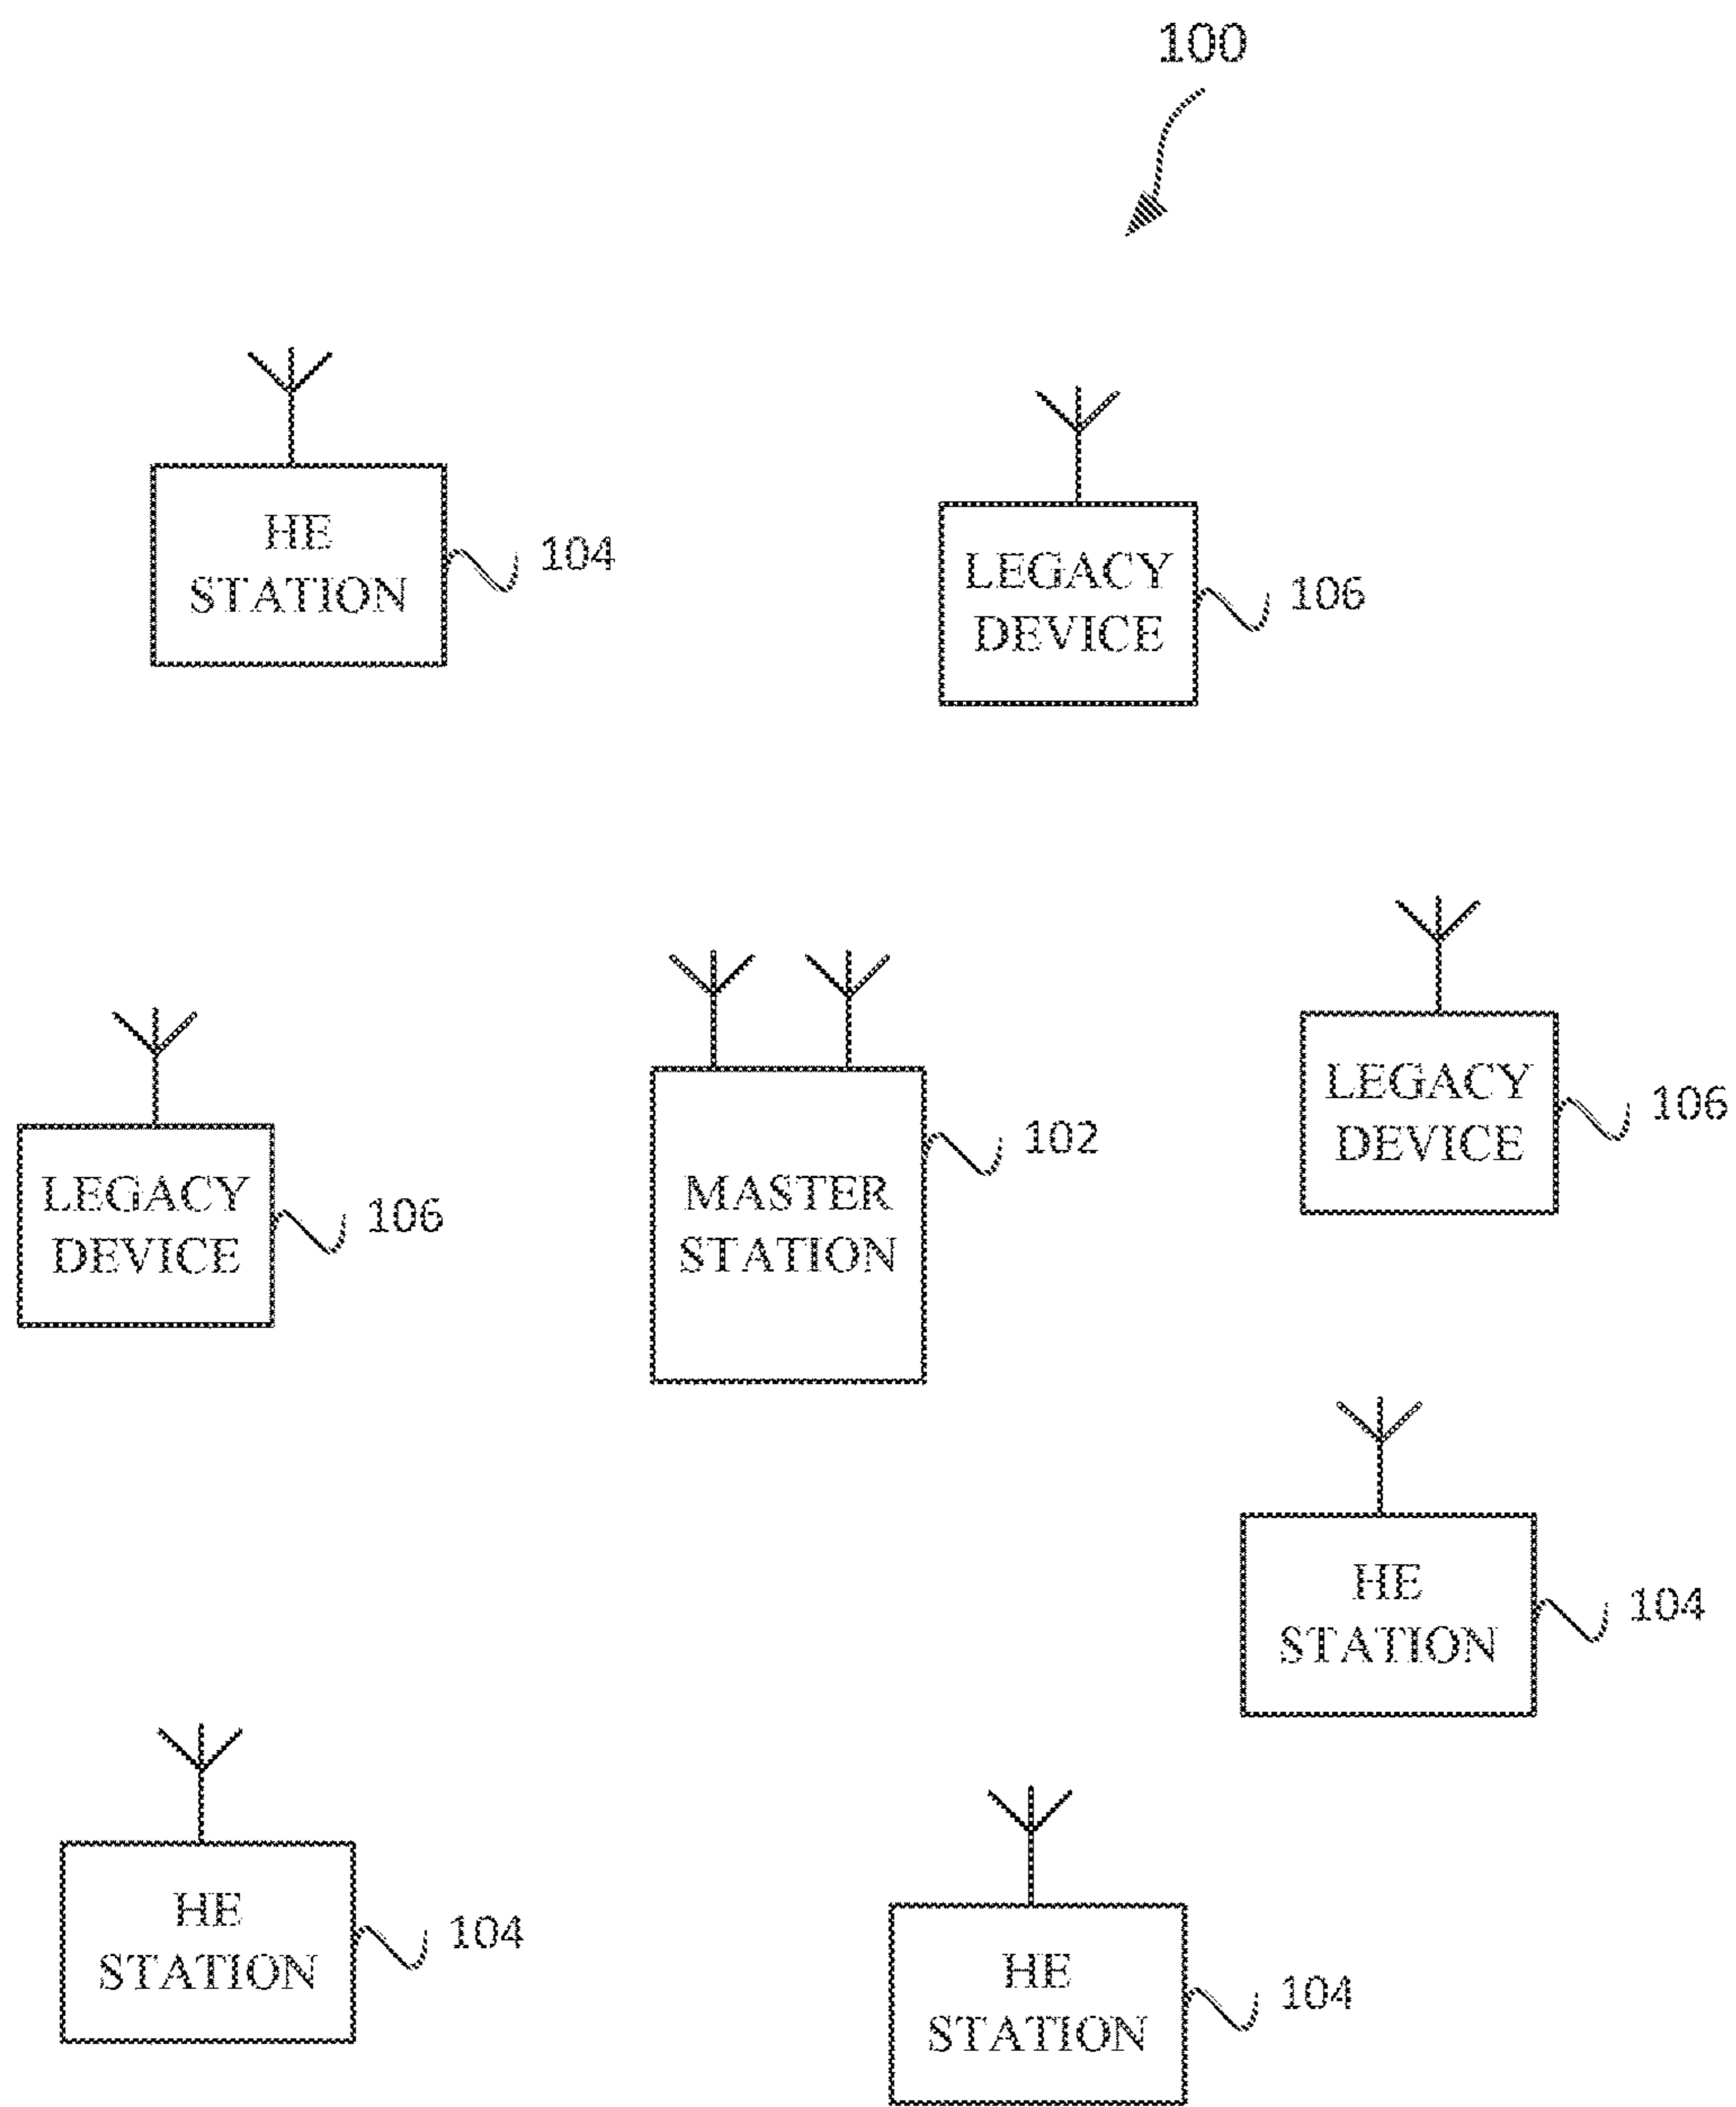 100
HE
STATION
104
LEGACY
DEVICE
106
LEGACY
DEVICE
106
MASTER
STATION
102
LEGACY
DEVICE
106
HE
STATION
104
HE
STATION
104
HE
STATION
104